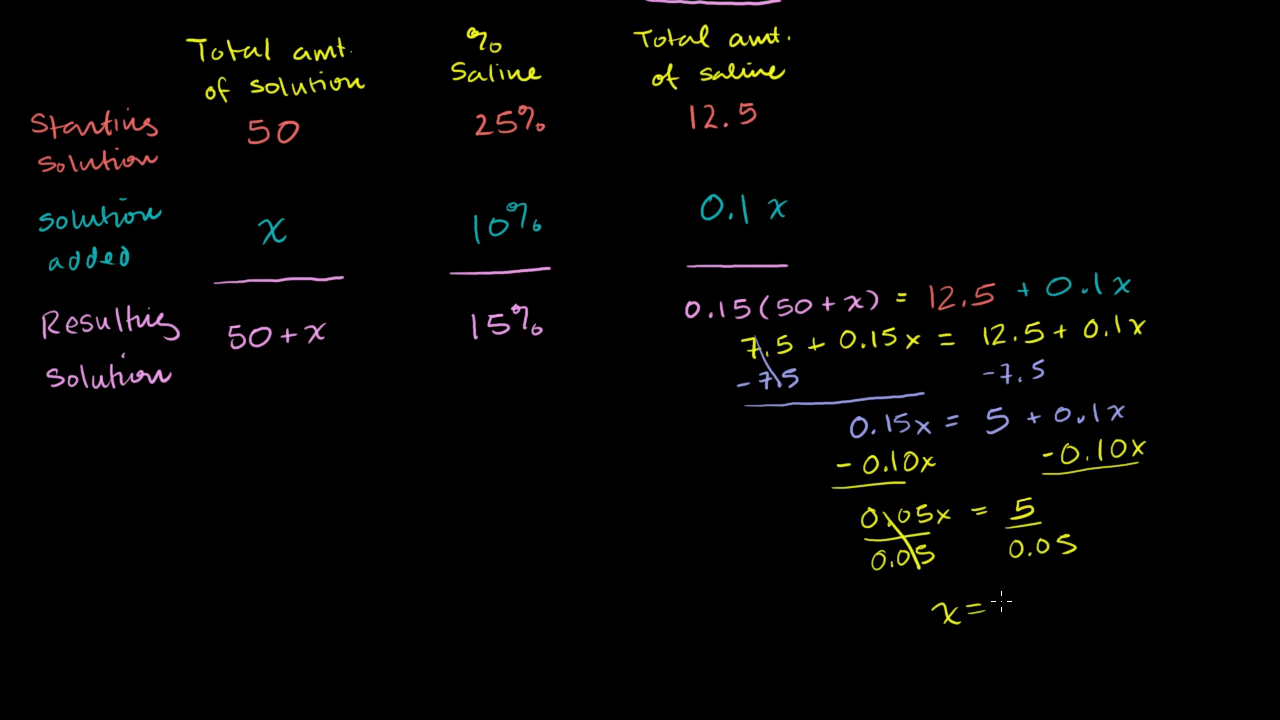 Total amt. of solution
% Saline
Total amt. of saline
Starting solution 50 25% 12.5
solution added x 10% 0.1x
Resulting solution 50+x 15%
0.15(50+x) = 12.5 + 0.1x
7.5 + 0.15x = 12.5 + 0.1x
-7.5 -7.5
0.15x = 5 + 0.1x
-0.10x -0.10x
0.05x = 5
0.05 0.05
x =